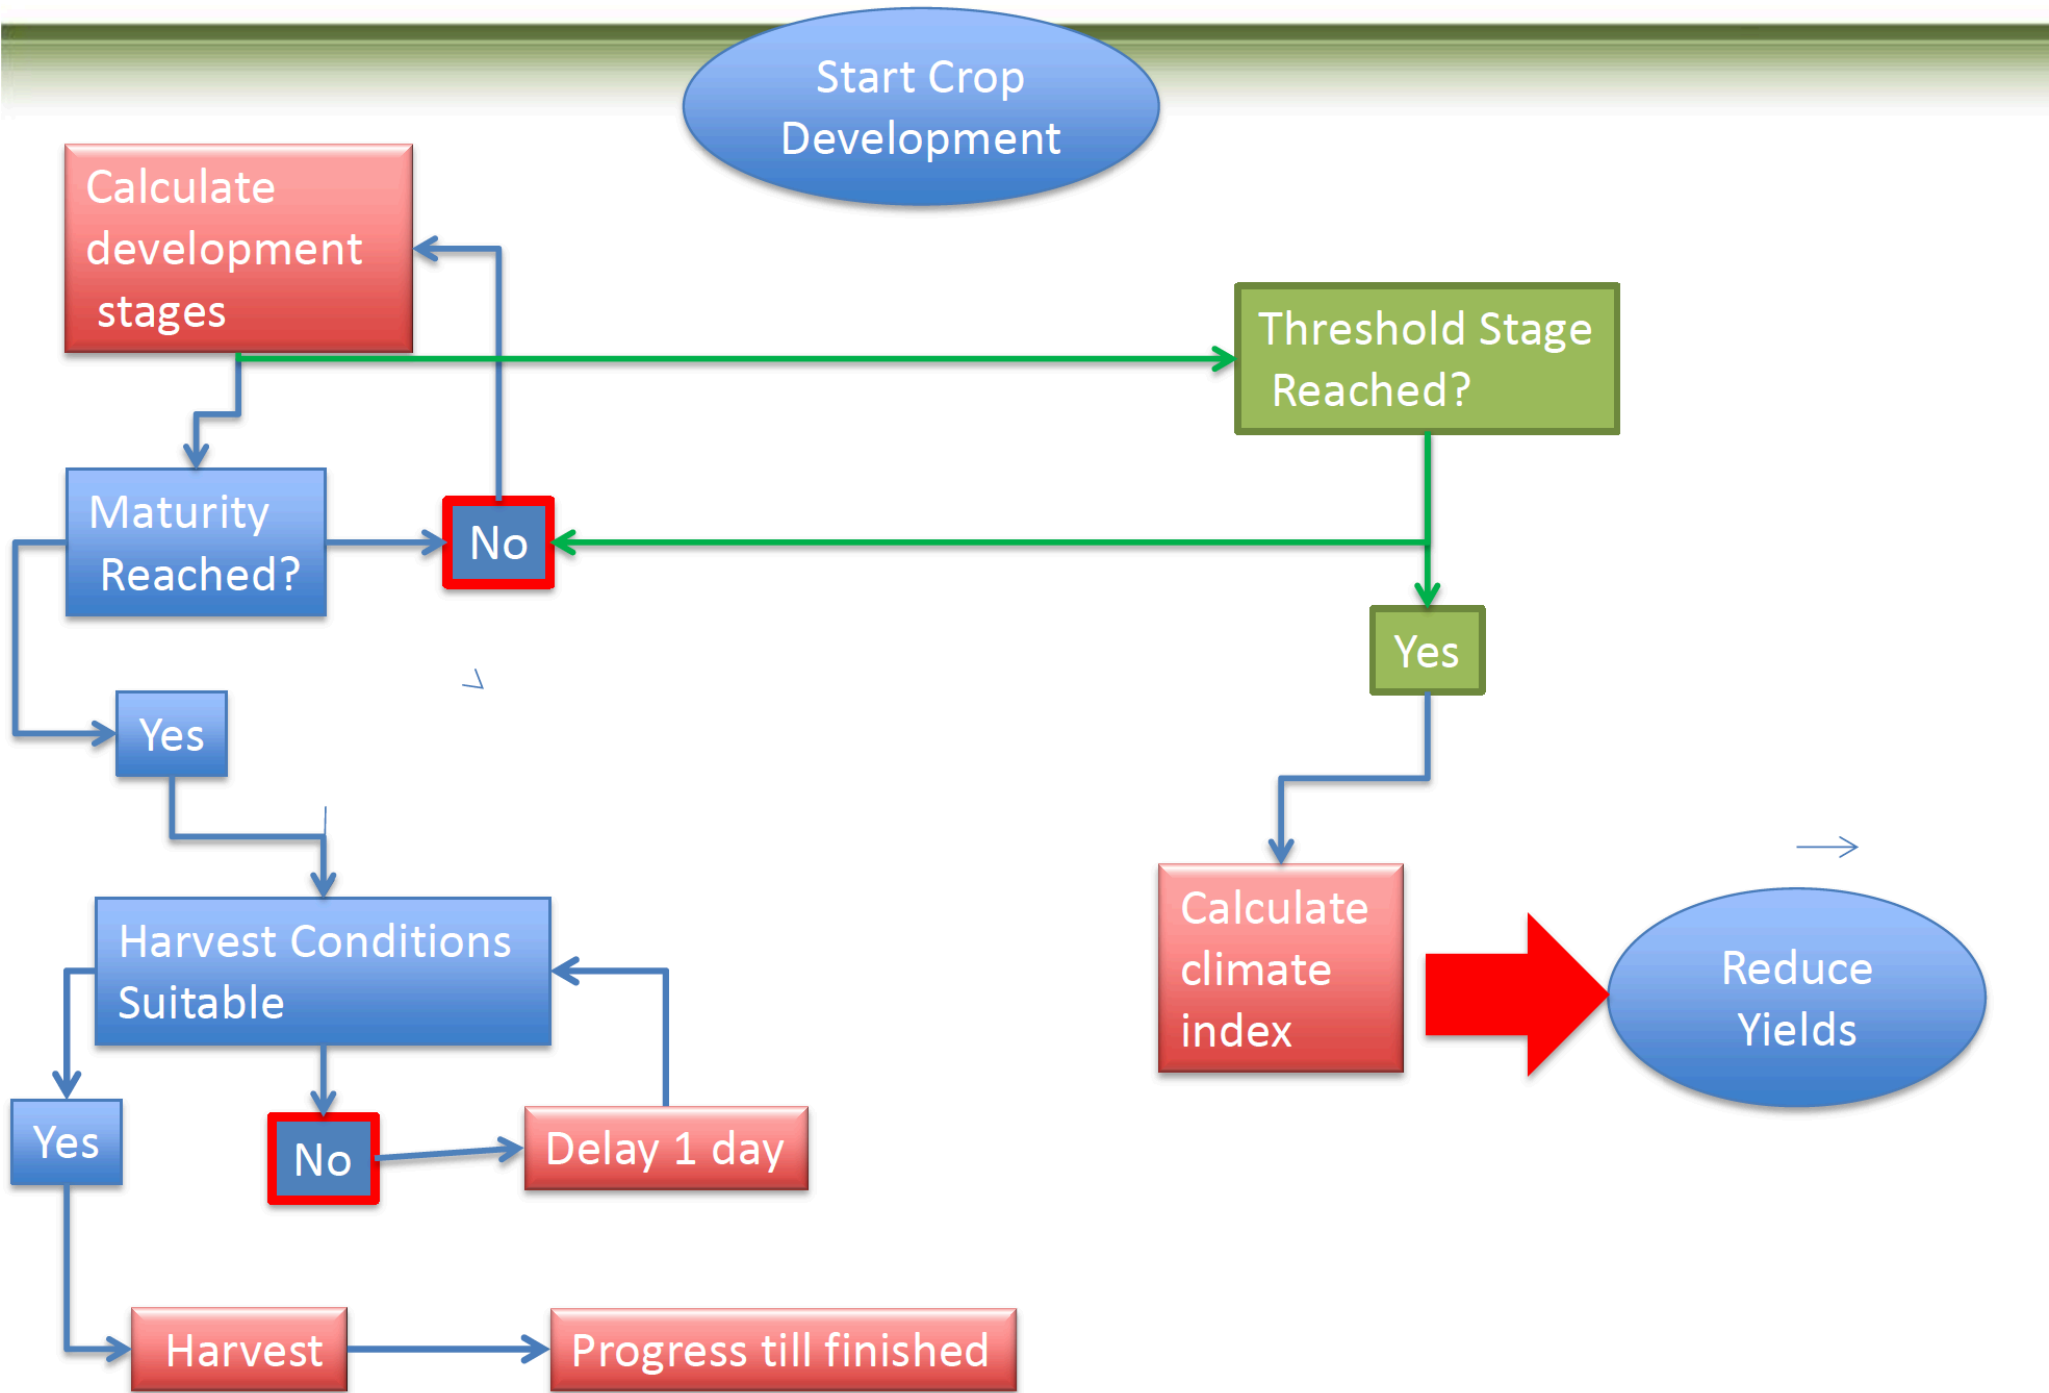 Start Crop
Development
Calculate
development
stages
Threshold Stage
Reached?
Maturity
Reached?
No
Yes
Yes
Harvest Conditions
Suitable
Calculate
climate
index
Reduce
Yields
Yes
No
Delay 1 day
Harvest
Progress till finished